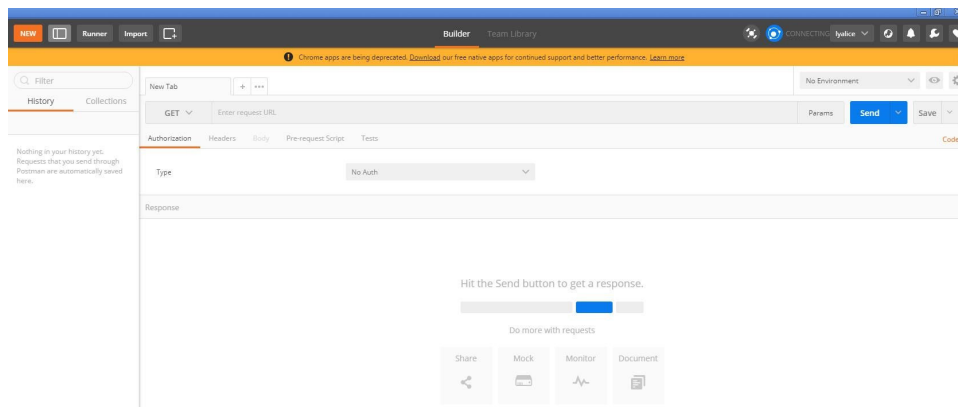 NEW Runner Import Builder Team Library CONNECTING lyalice
Chrome apps are being deprecated. Download our free native apps for continued support and better performance. Learn more
Filter
History Collections
Nothing in your history yet.
Requests that you send through
Postman are automatically saved
here.
New Tab + ••• No Environment
GET Enter request URL Params Send Save
Authorization Headers Body Pre-request Script Tests Code
Type No Auth
Response
Hit the Send button to get a response.
Do more with requests
Share Mock Monitor Document